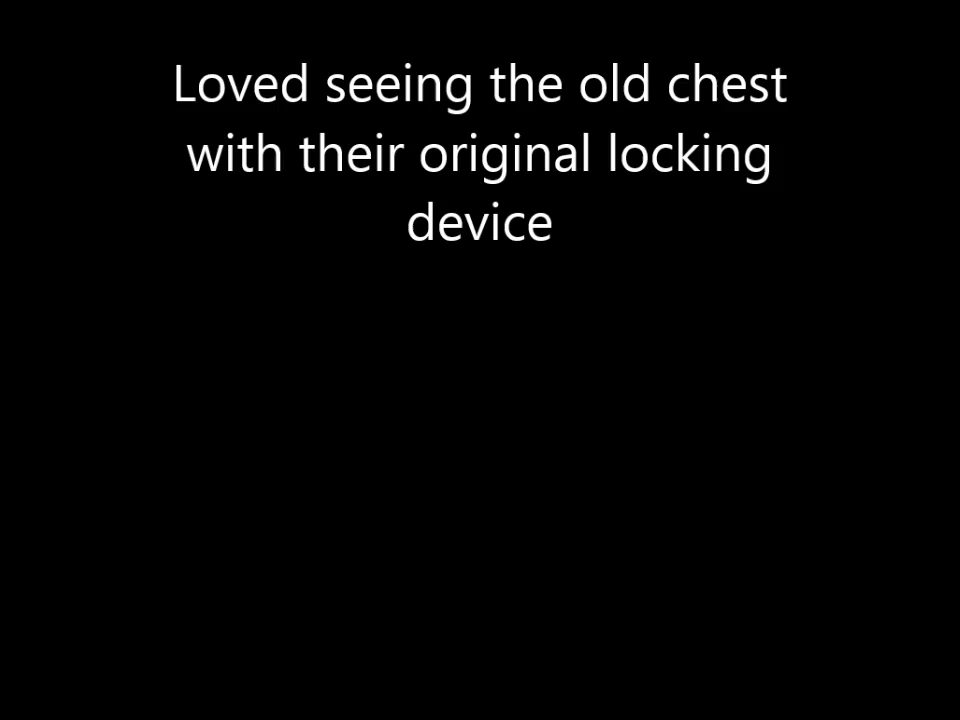 Loved seeing the old chest
with their original locking
device